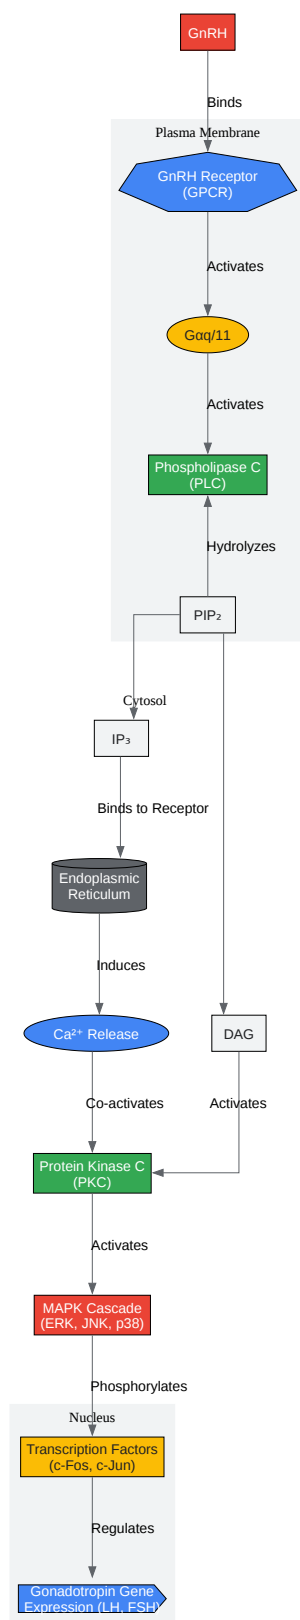 GnRH
Binds
Plasma Membrane
GnRH Receptor
(GPCR)
Activates
Gαq/11
Activates
Phospholipase C
(PLC)
Hydrolyzes
PIP₂
Cytosol
IP₃
Binds to Receptor
Endoplasmic
Reticulum
Induces
Ca²⁺ Release
DAG
Co-activates
Activates
Protein Kinase C
(PKC)
Activates
MAPK Cascade
(ERK, JNK, p38)
Phosphorylates
Nucleus
Transcription Factors
(c-Fos, c-Jun)
Regulates
Gonadotropin Gene
Expression (LH, FSH)